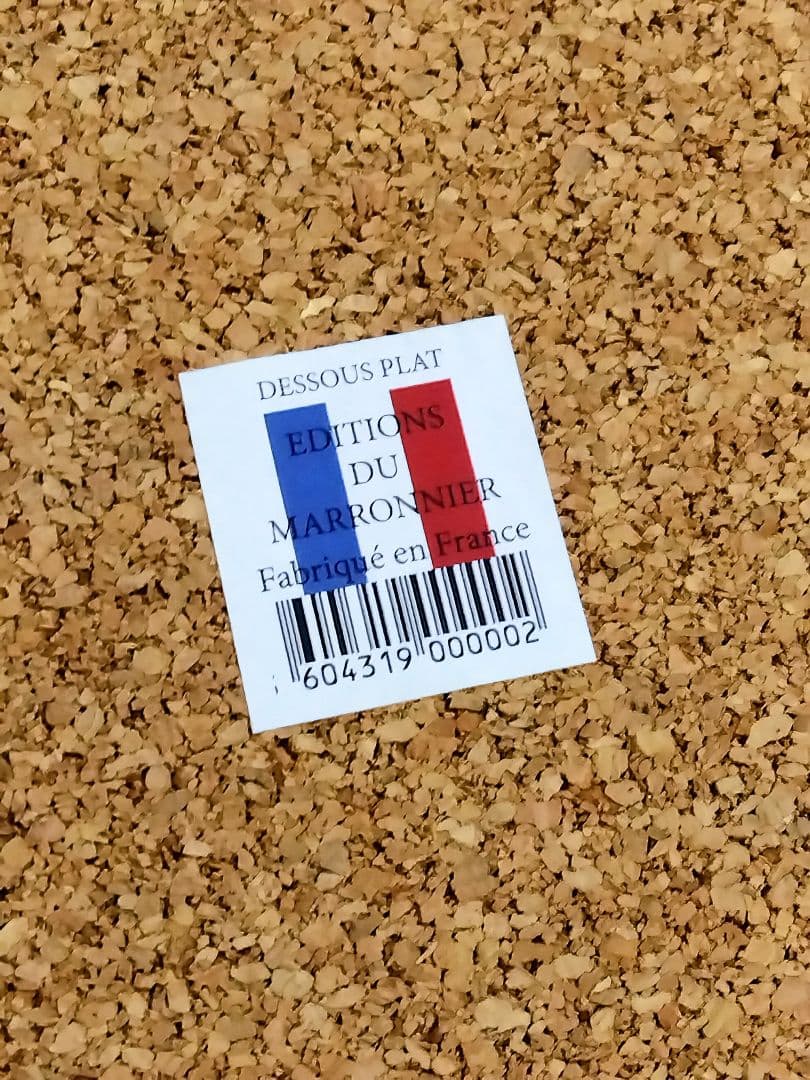 DESSOUS PLAT
EDITIONS
DU
MARRONNIER
Fabriqué en France
604319 000002